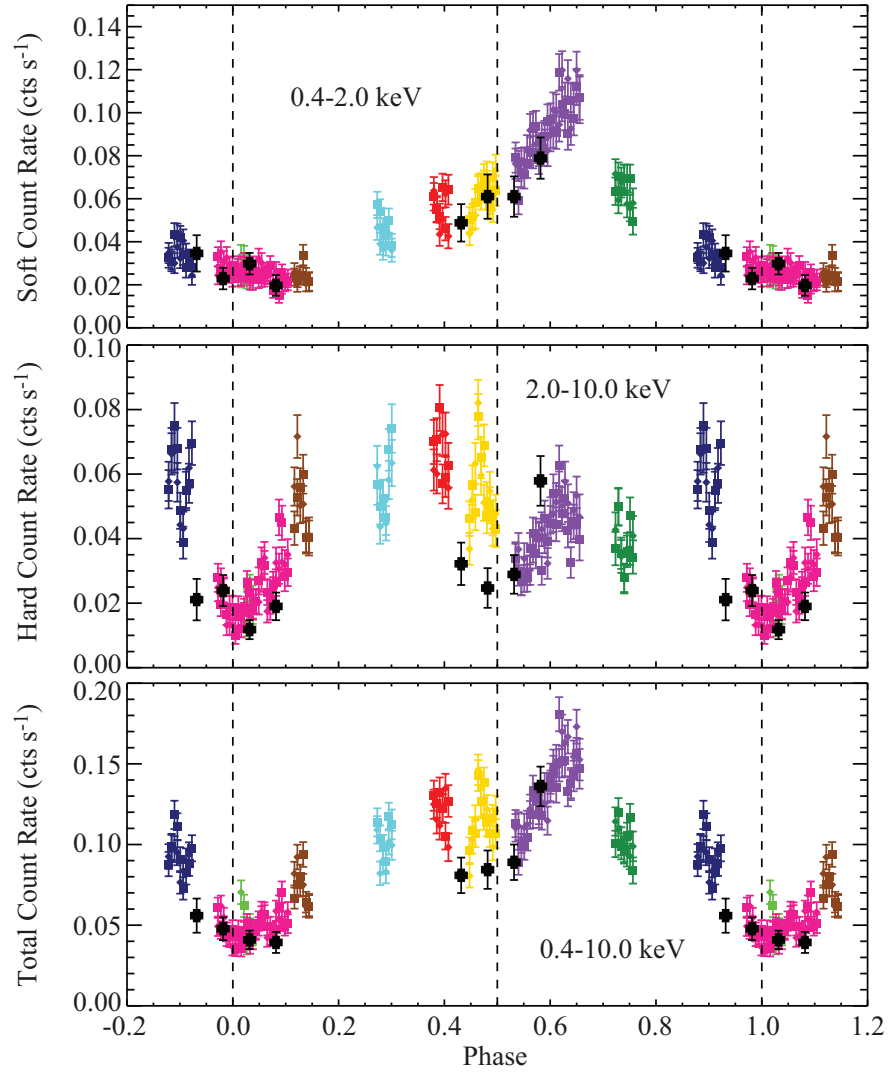 0.14
0.12
0.10
0.08
0.06
0.04
0.02
0.00
Soft Count Rate (cts s-1)
0.4-2.0 keV
0.10
0.08
0.06
0.04
0.02
0.00
Hard Count Rate (cts s-1)
2.0-10.0 keV
0.20
0.15
0.10
0.05
0.00
Total Count Rate (cts s-1)
0.4-10.0 keV
-0.2 0.0 0.2 0.4 0.6 0.8 1.0 1.2
Phase